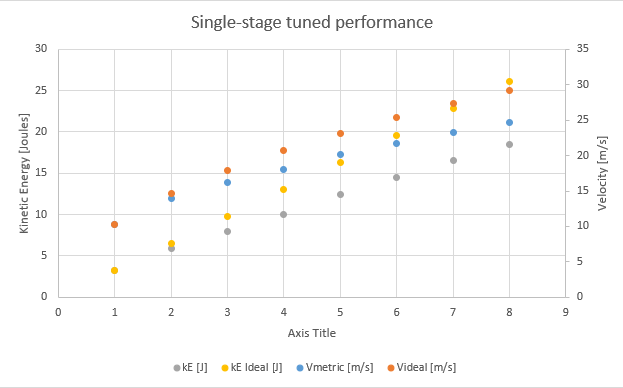 Single-stage tuned performance
30
25
20
15
10
5
0
Kinetic Energy [Joules]
35
30
25
20
15
10
5
0
Velocity [m/s]
0 1 2 3 4 5 6 7 8 9
Axis Title
kE [J] kE Ideal [J] Vmetric [m/s] Videal [m/s]